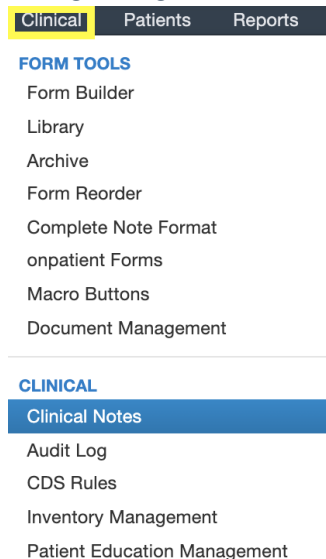 Clinical Patients Reports
FORM TOOLS
Form Builder
Library
Archive
Form Reorder
Complete Note Format
onpatient Forms
Macro Buttons
Document Management
CLINICAL
Clinical Notes
Audit Log
CDS Rules
Inventory Management
Patient Education Management